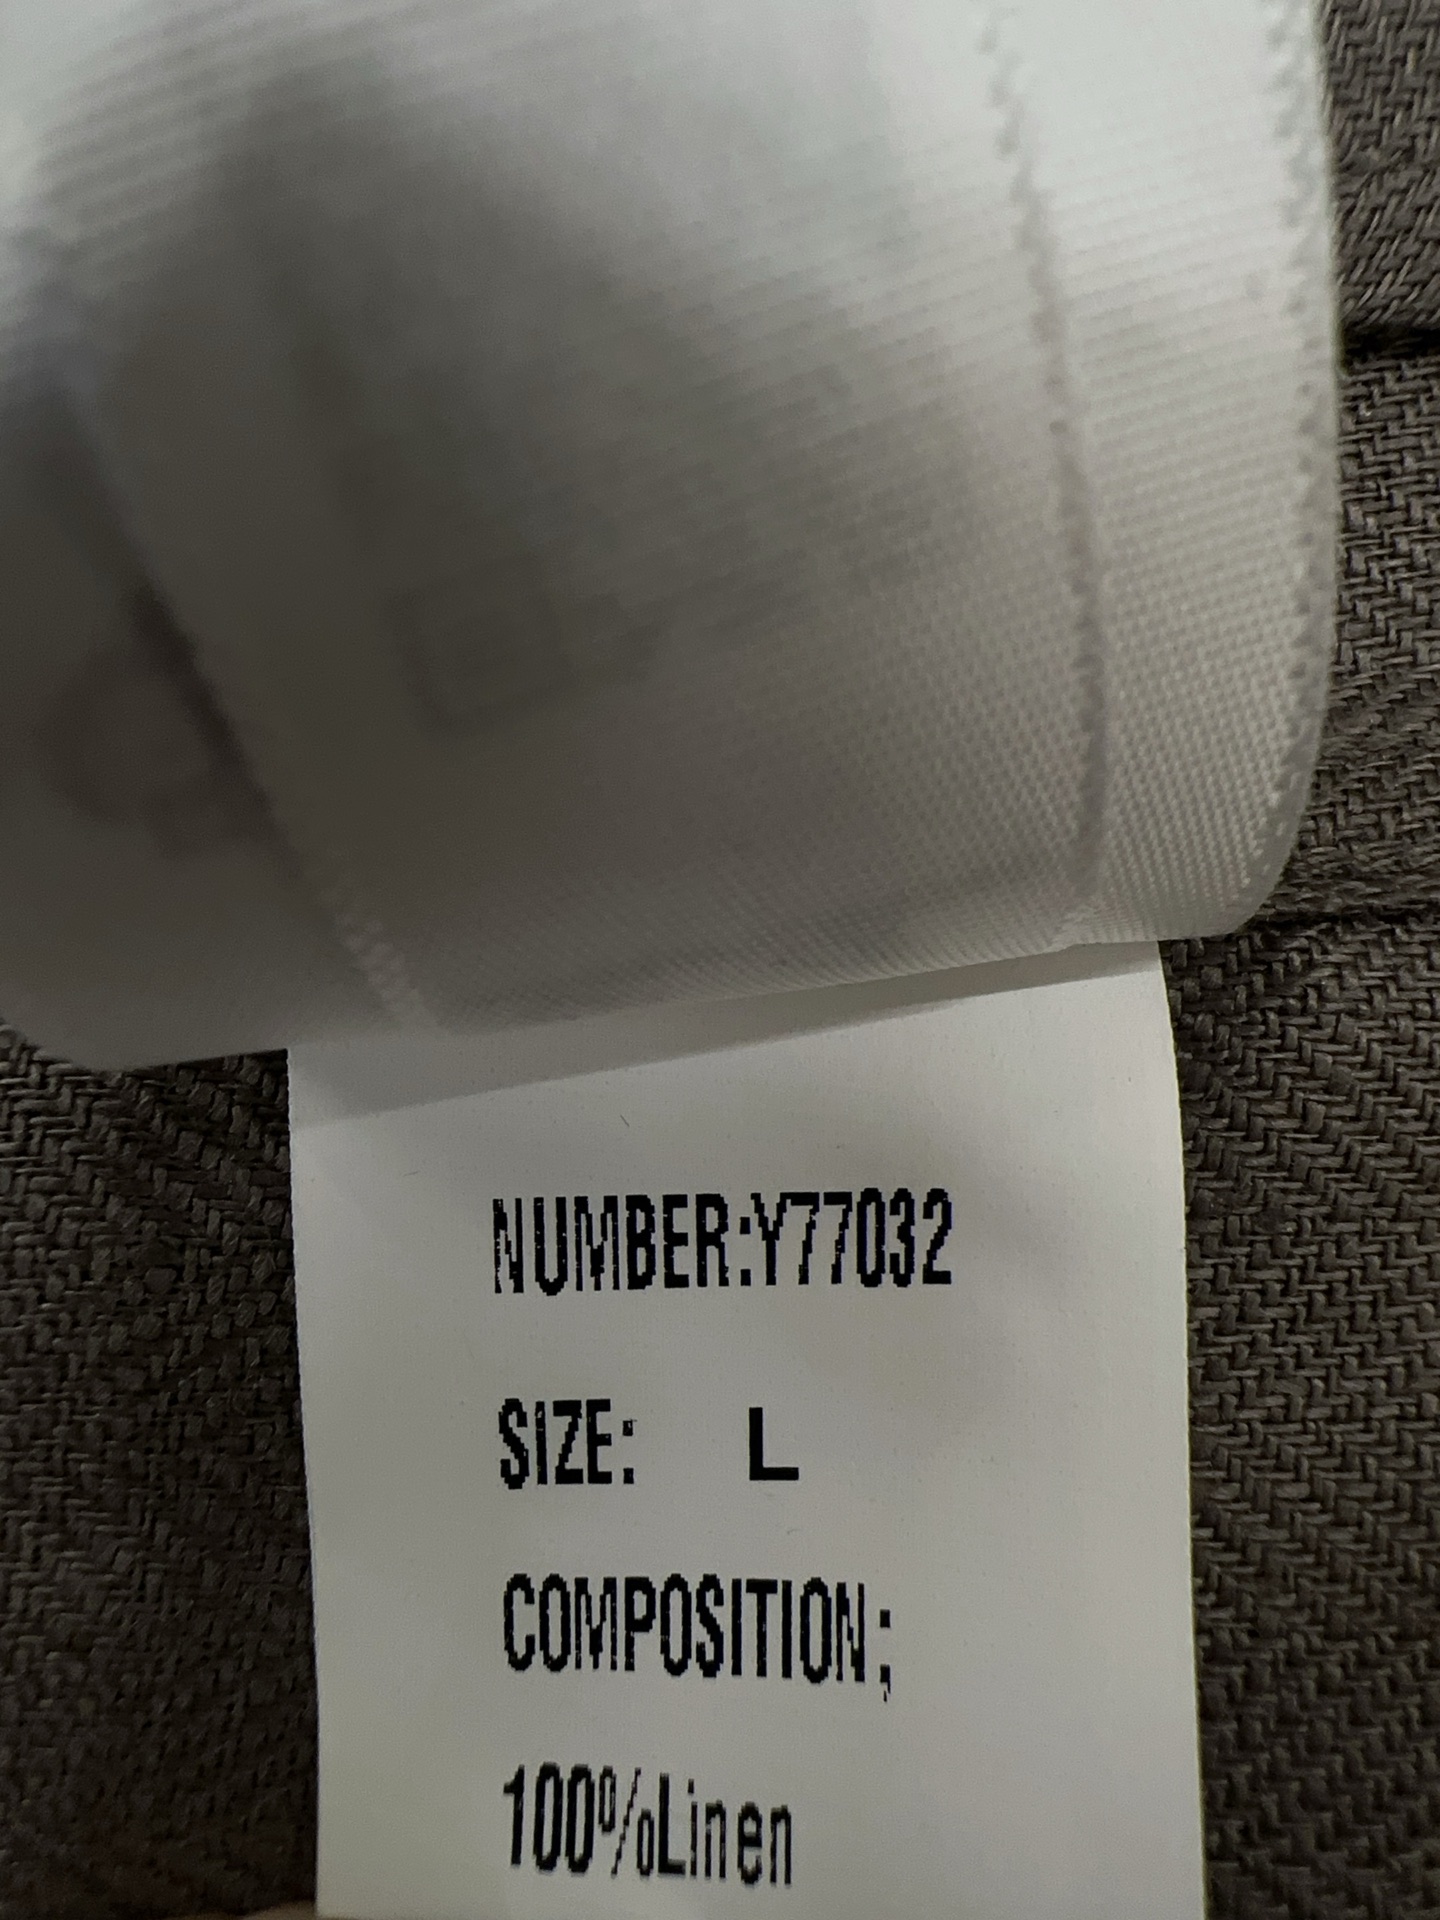 NUMBER:Y77032
SIZE: L
COMPOSITION;
100%Linen